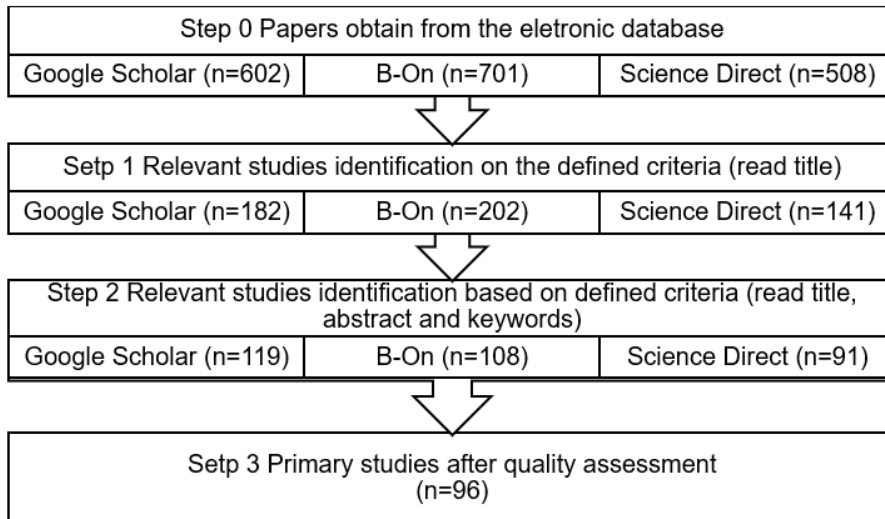 Step 0 Papers obtain from the eletronic database
Google Scholar (n=602) B-On (n=701) Science Direct (n=508)
Setp 1 Relevant studies identification on the defined criteria (read title)
Google Scholar (n=182) B-On (n=202) Science Direct (n=141)
Step 2 Relevant studies identification based on defined criteria (read title,
abstract and keywords)
Google Scholar (n=119) B-On (n=108) Science Direct (n=91)
Setp 3 Primary studies after quality assessment
(n=96)